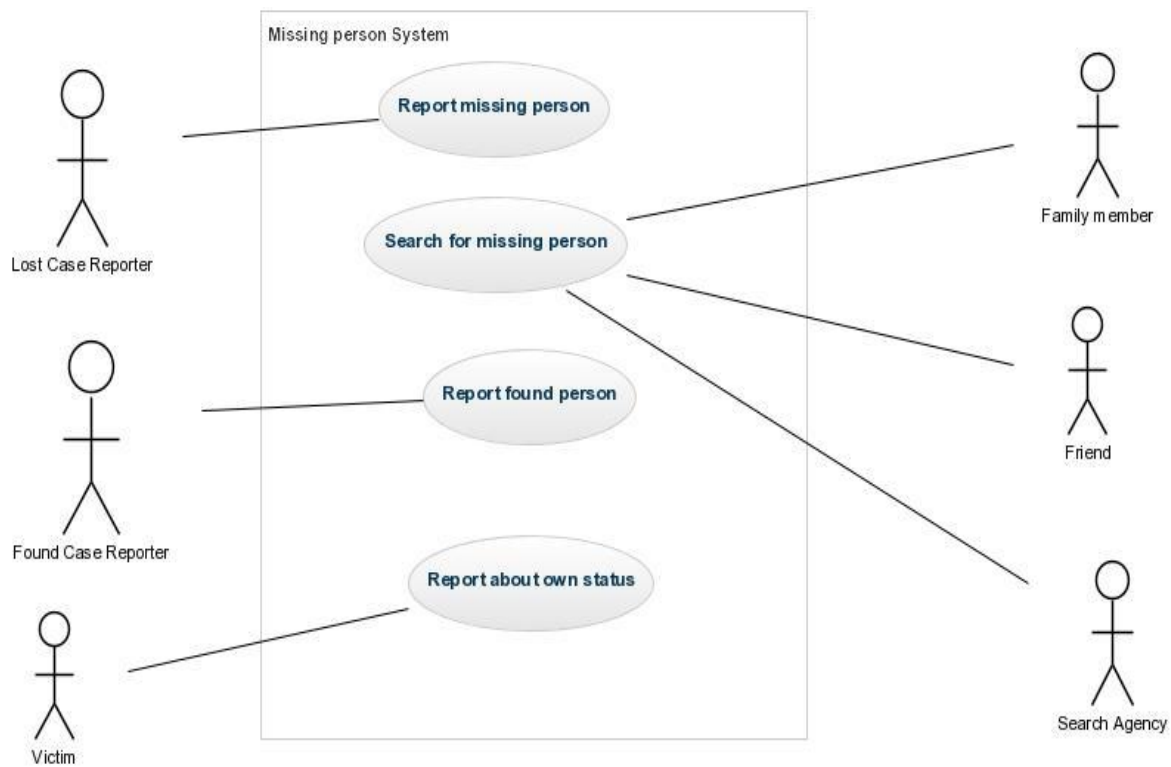 Missing person System
Report missing person
Search for missing person
Report found person
Report about own status
Lost Case Reporter
Found Case Reporter
Victim
Family member
Friend
Search Agency